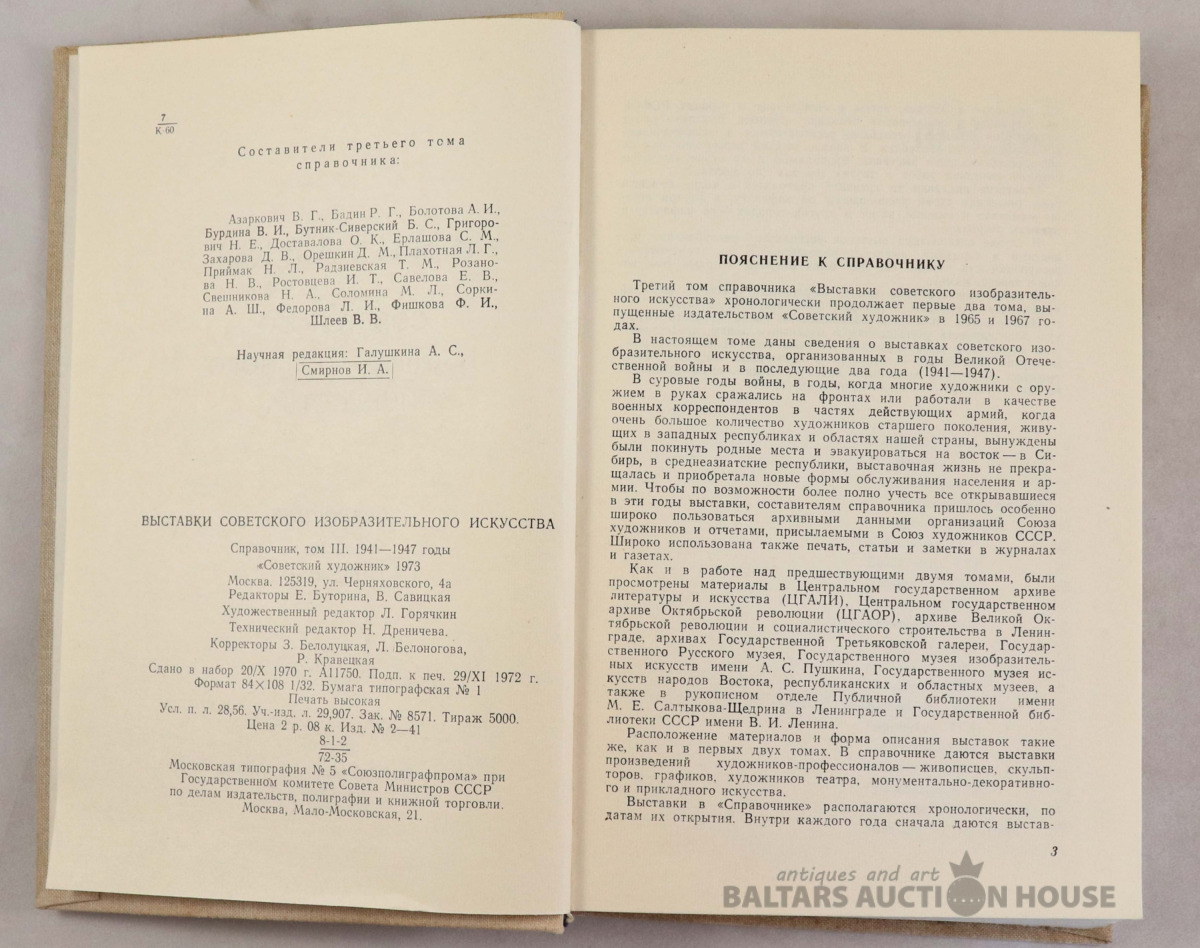 7
К-60
Составители третьего тома
справочника:
Азаркович В. Г., Бадин Р. Г., Болотова А. И.,
Бурдина В. И., Бутник-Сиверский Б. С., Григоро-
вич Н. Е., Доставалова О. К., Ерлашова С. М.,
Захарова Д. В., Орешкин Д. М., Плахотная Л. Г.,
Приймак Н. Л., Радзиевская Т. М., Розано-
ва Н. В., Ростовцева И. Т., Савелова Е. В.,
Свешникова Н. А., Соломина М. Л., Сорки-
на А. Ш., Федорова Л. И., Фишкова Ф. И.,
Шлеев В. В.
Научная редакция: Галушкина А. С.,
Смирнов И. А.
ВЫСТАВКИ СОВЕТСКОГО ИЗОБРАЗИТЕЛЬНОГО ИСКУССТВА
Справочник, том III. 1941—1947 годы
«Советский художник» 1973
Москва. 125319, ул. Черняховского, 4а
Редакторы Е. Буторина, В. Савицкая
Художественный редактор Л. Горячкин
Технический редактор Н. Дреничева.
Корректоры З. Белолуцкая, Л. Белоногова,
Р. Кравецкая
Сдано в набор 20/X 1970 г. А11750. Подп. к печ. 29/XI 1972 г.
Формат 84×108 1/32. Бумага типографская № 1
Печать высокая
Усл. п. л. 28,56. Уч.-изд. л. 29,907. Зак. № 8571. Тираж 5000.
Цена 2 р. 08 к. Изд. № 2—41
8-1-2
72-35
Московская типография № 5 «Союзполиграфпрома» при
Государственном комитете Совета Министров СССР
по делам издательств, полиграфии и книжной торговли.
Москва, Мало-Московская, 21.
ПОЯСНЕНИЕ К СПРАВОЧНИКУ
Третий том справочника «Выставки советского изобразитель-
ного искусства» хронологически продолжает первые два тома, вы-
пущенные издательством «Советский художник» в 1965 и 1967 го-
дах.
В настоящем томе даны сведения о выставках советского изо-
бразительного искусства, организованных в годы Великой Отече-
ственной войны и в последующие два года (1941—1947).
В суровые годы войны, в годы, когда многие художники с ору-
жием в руках сражались на фронтах или работали в качестве
военных корреспондентов в частях действующих армий, когда
очень большое количество художников старшего поколения, живу-
щих в западных республиках и областях нашей страны, вынуждены
были покинуть родные места и эвакуироваться на восток — в Си-
бирь, в среднеазиатские республики, выставочная жизнь не прекра-
щалась и приобретала новые формы обслуживания населения и ар-
мии. Чтобы по возможности более полно учесть все открывавшиеся
в эти годы выставки, составителям справочника пришлось особенно
широко пользоваться архивными данными организаций Союза
художников и отчетами, присылаемыми в Союз художников СССР.
Широко использована также печать, статьи и заметки в журналах
и газетах.
Как и в работе над предшествующими двумя томами, были
просмотрены материалы в Центральном государственном архиве
литературы и искусства (ЦГАЛИ), Центральном государственном
архиве Октябрьской революции (ЦГАОР), архиве Великой Ок-
тябрьской революции и социалистического строительства в Ленин-
граде, архивах Государственной Третьяковской галереи, Государ-
ственного Русского музея, Государственного музея изобразитель-
ных искусств имени А. С. Пушкина, Государственного музея ис-
кусств народов Востока, республиканских и областных музеев, а
также в рукописном отделе Публичной библиотеки имени
М. Е. Салтыкова-Щедрина в Ленинграде и Государственной биб-
лиотеки СССР имени В. И. Ленина.
Расположение материалов и форма описания выставок такие
же, как и в первых двух томах. В справочнике даются выставки
произведений художников-профессионалов — живописцев, скульп-
торов, графиков, художников театра, монументально-декоративно-
го и прикладного искусства.
Выставки в «Справочнике» располагаются хронологически, по
датам их открытия. Внутри каждого года сначала даются выстав-
3
antiques and art
BALTARS AUCTION HOUSE